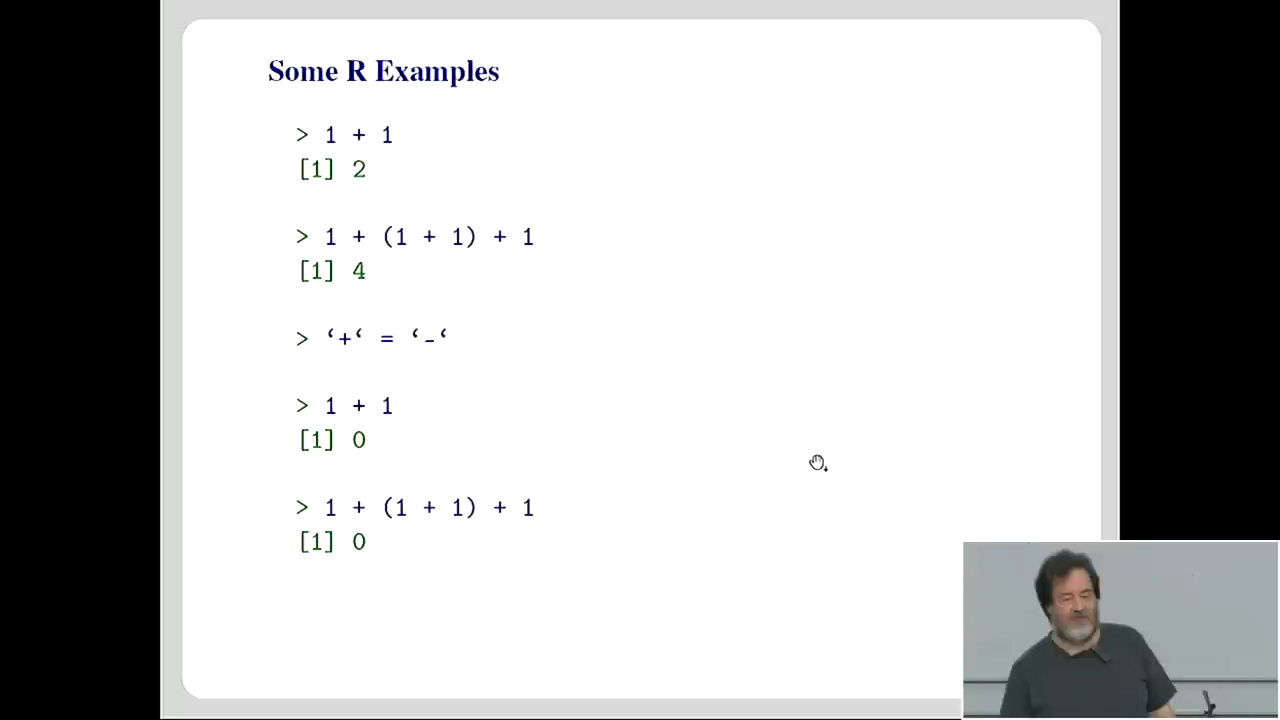 Some R Examples
> 1 + 1
[1] 2
> 1 + (1 + 1) + 1
[1] 4
> ‘+‘ = ‘-‘
> 1 + 1
[1] 0
> 1 + (1 + 1) + 1
[1] 0